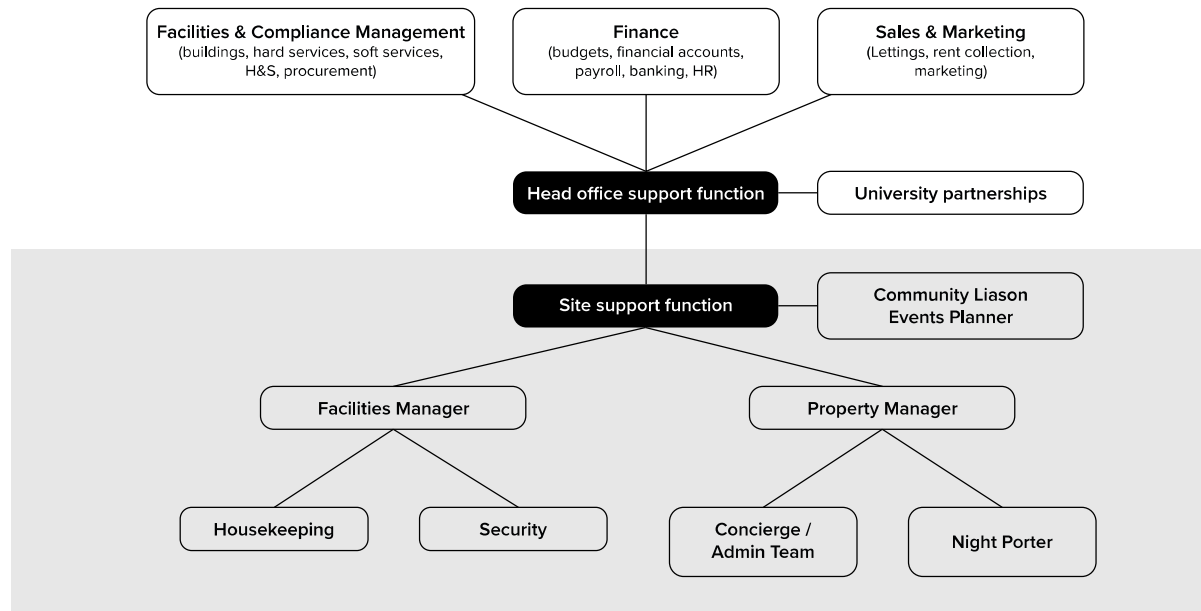 Facilities & Compliance Management
(buildings, hard services, soft services,
H&S, procurement)
Finance
(budgets, financial accounts,
payroll, banking, HR)
Sales & Marketing
(Lettings, rent collection,
marketing)
Head office support function
University partnerships
Site support function
Community Liason
Events Planner
Facilities Manager
Property Manager
Housekeeping
Security
Concierge /
Admin Team
Night Porter